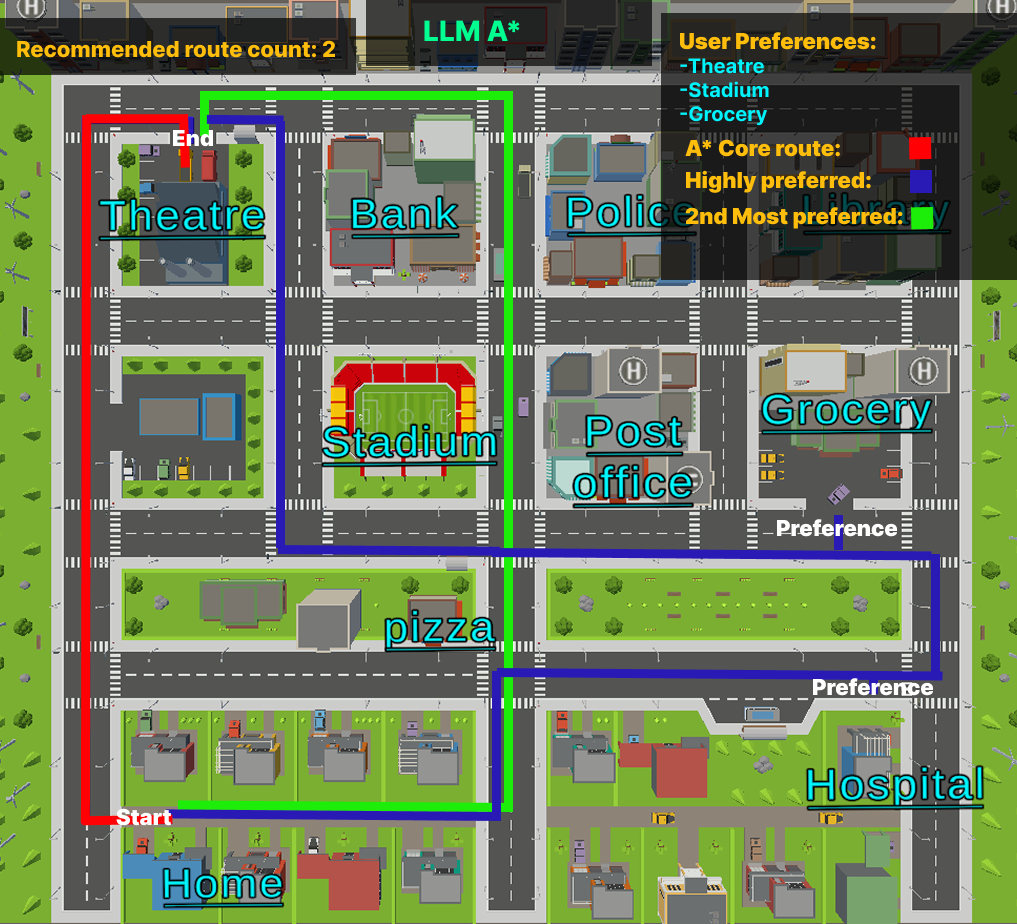 H
LLM A*
H
Recommended route count: 2
User Preferences:
-Theatre
-Stadium
-Grocery
A* Core route:
Highly preferred:
2nd Most preferred:
End
Theatre
Bank
Police
Library
H
H
Grocery
Stadium
Post
office
Preference
pizza
Preference
Hospital
Start
Home